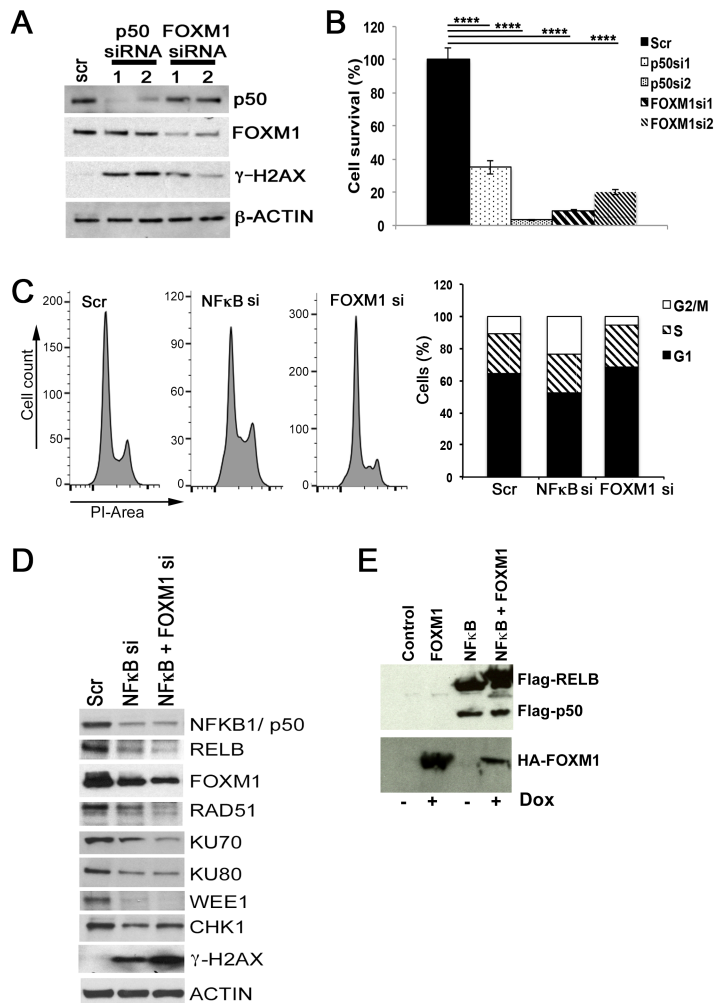 A
p50 siRNA
FOXM1 siRNA
scr
1 2 1 2
p50
FOXM1
γ-H2AX
β-ACTIN
B
Cell survival (%)
120
100
80
60
40
20
0
****
****
****
****
Scr
p50si1
p50si2
FOXM1si1
FOXM1si2
C
Cell count
Scr
200
150
100
50
0
PI-Area
NFκB si
120
90
60
30
0
FOXM1 si
300
200
100
0
Cells (%)
120
100
80
60
40
20
0
Scr NFκB si FOXM1 si
G2/M
S
G1
D
Scr
NFκB si
NFκB + FOXM1 si
NFKB1/ p50
RELB
FOXM1
RAD51
KU70
KU80
WEE1
CHK1
γ-H2AX
ACTIN
E
Control
FOXM1
NFκB
NFκB + FOXM1
Flag-RELB
Flag-p50
HA-FOXM1
- + - + Dox